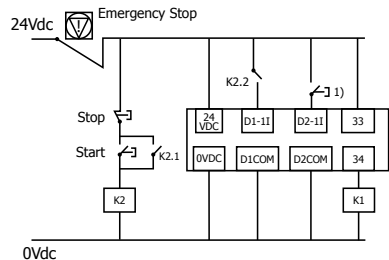 Emergency Stop
24Vdc
K2.2
1)
Stop
24 VDC
D1-1I
D2-1I
33
Start
K2.1
0VDC
D1COM
D2COM
34
K2
K1
0Vdc